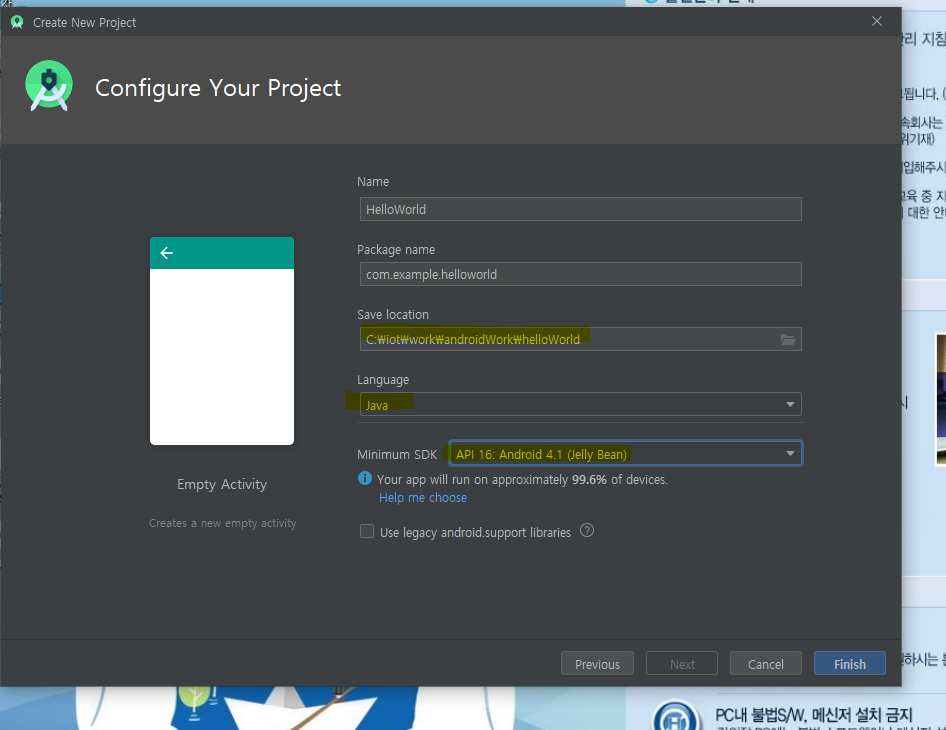 Create New Project
Configure Your Project
Name
HelloWorld
Package name
com.example.helloworld
Save location
C:₩iot₩work₩androidWork₩helloWorld
Language
Java
Minimum SDK
API 16: Android 4.1 (Jelly Bean)
Your app will run on approximately 99.6% of devices.
Help me choose
Use legacy android.support libraries
?
Empty Activity
Creates a new empty activity
Previous
Next
Cancel
Finish
지침
됩니다. (
속회사는
위기재)
입해주시
교육 중 지
대한 안
시
원하시는
PC내 불법S/W, 메신저 설치 금지